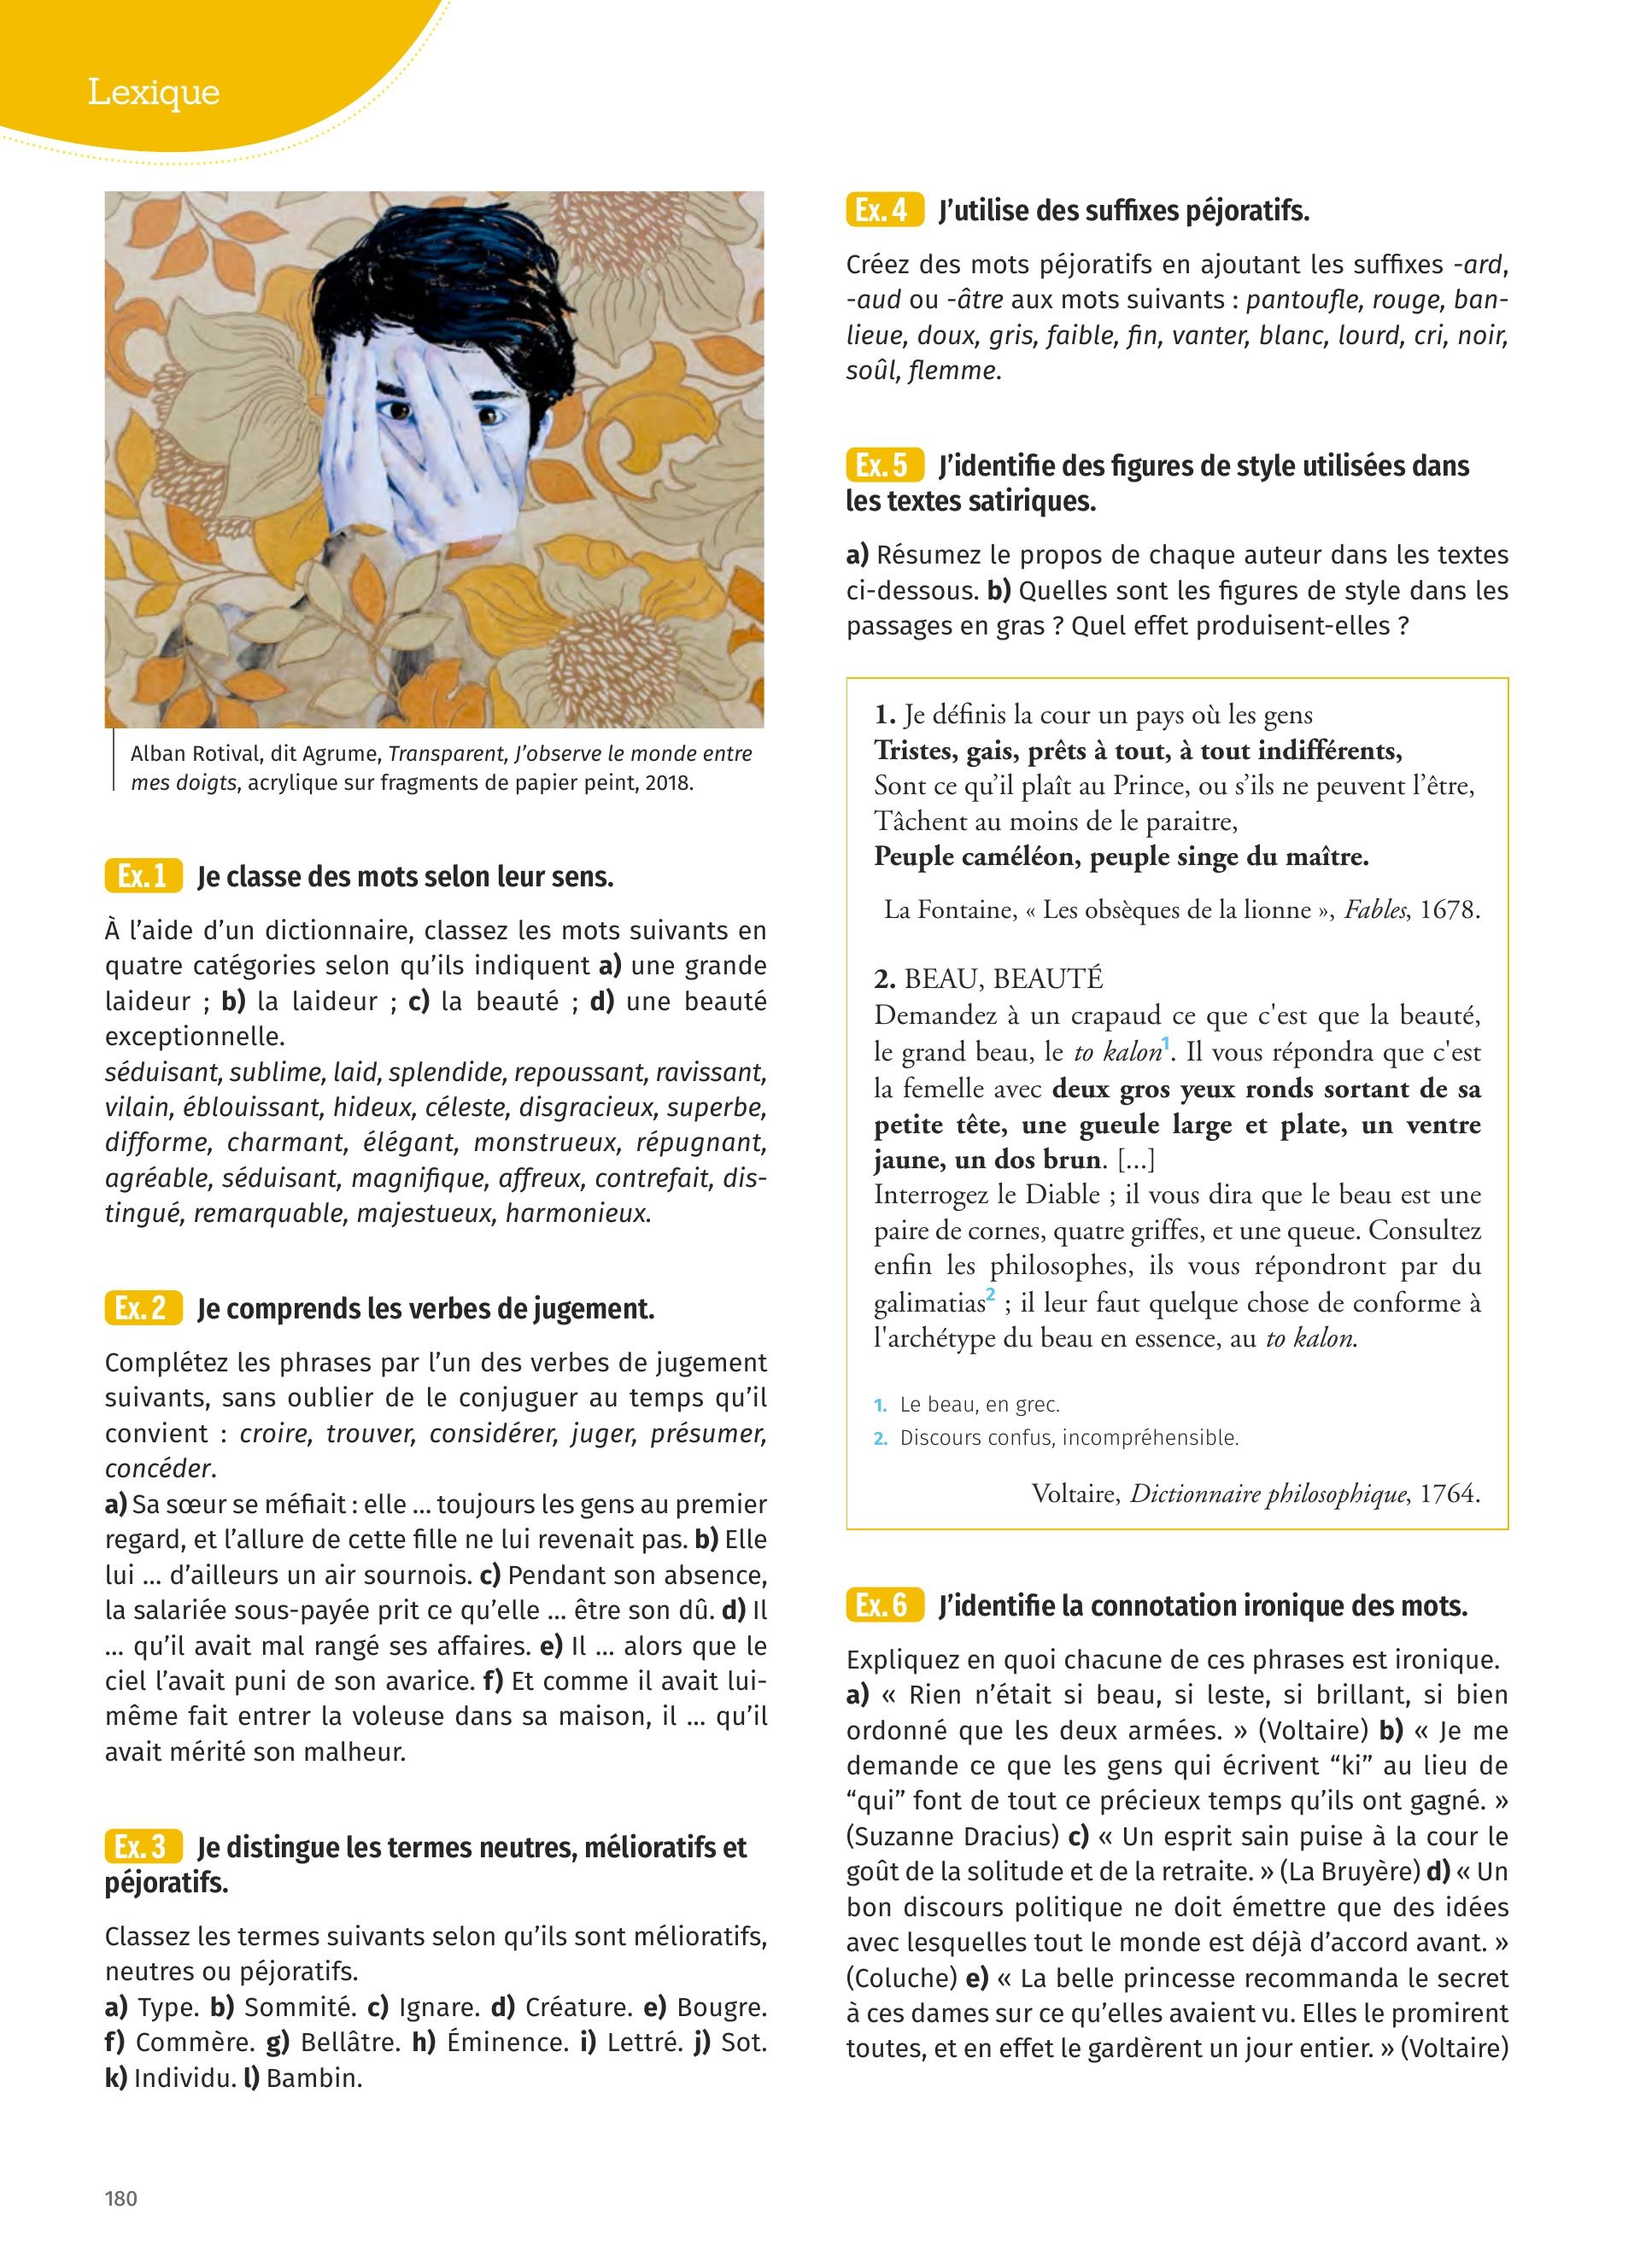 Lexique
Alban Rotival, dit Agrume, Transparent, J’observe le monde entre
mes doigts, acrylique sur fragments de papier peint, 2018.
Ex. 1 Je classe des mots selon leur sens.
À l’aide d’un dictionnaire, classez les mots suivants en
quatre catégories selon qu’ils indiquent a) une grande
laideur ; b) la laideur ; c) la beauté ; d) une beauté
exceptionnelle.
séduisant, sublime, laid, splendide, repoussant, ravissant,
vilain, éblouissant, hideux, céleste, disgracieux, superbe,
difforme, charmant, élégant, monstrueux, répugnant,
agréable, séduisant, magnifique, affreux, contrefait, dis-
tingué, remarquable, majestueux, harmonieux.
Ex. 2 Je comprends les verbes de jugement.
Complétez les phrases par l’un des verbes de jugement
suivants, sans oublier de le conjuguer au temps qu’il
convient : croire, trouver, considérer, juger, présumer,
concéder.
a) Sa sœur se méfiait : elle ... toujours les gens au premier
regard, et l’allure de cette fille ne lui revenait pas. b) Elle
lui ... d’ailleurs un air sournois. c) Pendant son absence,
la salariée sous-payée prit ce qu’elle ... être son dû. d) Il
... qu’il avait mal rangé ses affaires. e) Il ... alors que le
ciel l’avait puni de son avarice. f) Et comme il avait lui-
même fait entrer la voleuse dans sa maison, il ... qu’il
avait mérité son malheur.
Ex. 3 Je distingue les termes neutres, mélioratifs et
péjoratifs.
Classez les termes suivants selon qu’ils sont mélioratifs,
neutres ou péjoratifs.
a) Type. b) Sommité. c) Ignare. d) Créature. e) Bougre.
f) Commère. g) Bellâtre. h) Éminence. i) Lettré. j) Sot.
k) Individu. l) Bambin.
180
Ex. 4 J’utilise des suffixes péjoratifs.
Créez des mots péjoratifs en ajoutant les suffixes -ard,
-aud ou -âtre aux mots suivants : pantoufle, rouge, ban-
lieue, doux, gris, faible, fin, vanter, blanc, lourd, cri, noir,
soûl, flemme.
Ex. 5 J’identifie des figures de style utilisées dans
les textes satiriques.
a) Résumez le propos de chaque auteur dans les textes
ci-dessous. b) Quelles sont les figures de style dans les
passages en gras ? Quel effet produisent-elles ?
1. Je définis la cour un pays où les gens
Tristes, gais, prêts à tout, à tout indifférents,
Sont ce qu’il plaît au Prince, ou s’ils ne peuvent l’être,
Tâchent au moins de le paraitre,
Peuple caméléon, peuple singe du maître.
La Fontaine, « Les obsèques de la lionne », Fables, 1678.
2. BEAU, BEAUTÉ
Demandez à un crapaud ce que c'est que la beauté,
le grand beau, le to kalon1. Il vous répondra que c'est
la femelle avec deux gros yeux ronds sortant de sa
petite tête, une gueule large et plate, un ventre
jaune, un dos brun. [...]
Interrogez le Diable ; il vous dira que le beau est une
paire de cornes, quatre griffes, et une queue. Consultez
enfin les philosophes, ils vous répondront par du
galimatias2 ; il leur faut quelque chose de conforme à
l'archétype du beau en essence, au to kalon.
1. Le beau, en grec.
2. Discours confus, incompréhensible.
Voltaire, Dictionnaire philosophique, 1764.
Ex. 6 J’identifie la connotation ironique des mots.
Expliquez en quoi chacune de ces phrases est ironique.
a) « Rien n’était si beau, si leste, si brillant, si bien
ordonné que les deux armées. » (Voltaire) b) « Je me
demande ce que les gens qui écrivent “ki” au lieu de
“qui” font de tout ce précieux temps qu’ils ont gagné. »
(Suzanne Dracius) c) « Un esprit sain puise à la cour le
goût de la solitude et de la retraite. » (La Bruyère) d) « Un
bon discours politique ne doit émettre que des idées
avec lesquelles tout le monde est déjà d’accord avant. »
(Coluche) e) « La belle princesse recommanda le secret
à ces dames sur ce qu’elles avaient vu. Elles le promirent
toutes, et en effet le gardèrent un jour entier. » (Voltaire)